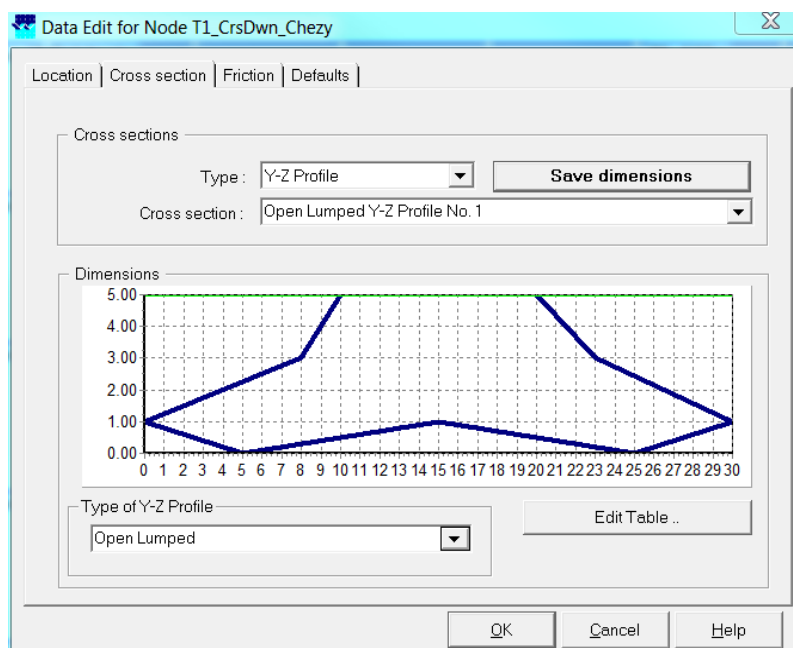 Data Edit for Node T1_CrsDwn_Chezy
Location Cross section Friction Defaults
Cross sections
Type : Y-Z Profile Save dimensions
Cross section : Open Lumped Y-Z Profile No. 1
Dimensions
5.00
4.00
3.00
2.00
1.00
0.00
0 1 2 3 4 5 6 7 8 9 10 11 12 13 14 15 16 17 18 19 20 21 22 23 24 25 26 27 28 29 30
Type of Y-Z Profile
Open Lumped
Edit Table ..
OK Cancel Help